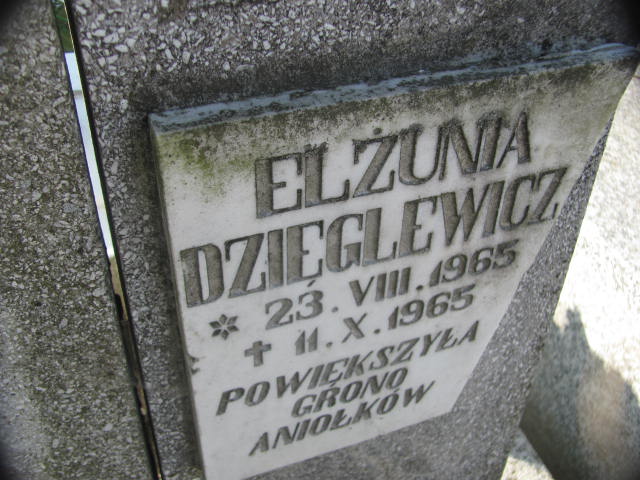 ELŻUNIA
DZIĘGLEWICZ
* 23.VIII.1965
† 11.X.1965
POWIĘKSZYŁA
GRONO
ANIOŁKÓW